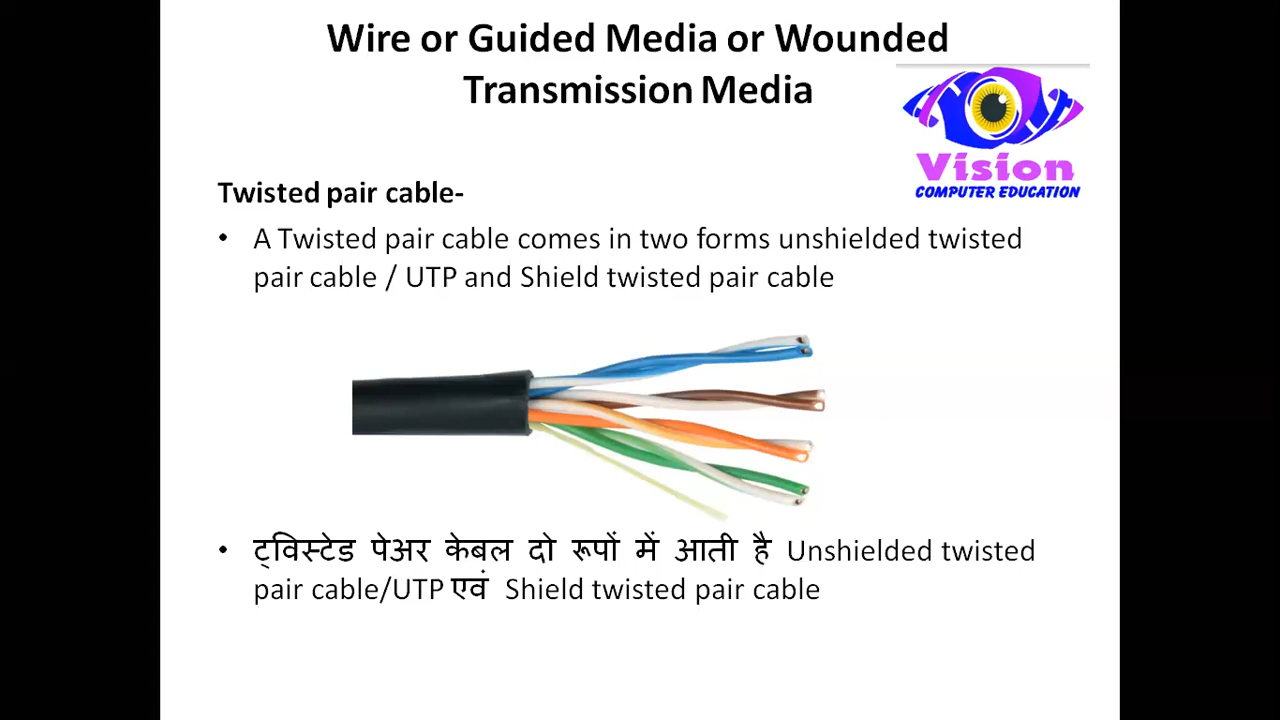 Wire or Guided Media or Wounded
Transmission Media
Vision
COMPUTER EDUCATION
Twisted pair cable-
• A Twisted pair cable comes in two forms unshielded twisted
pair cable / UTP and Shield twisted pair cable
• ट्विस्टेड पेअर केबल दो रूपों में आती है Unshielded twisted
pair cable/UTP एवं Shield twisted pair cable